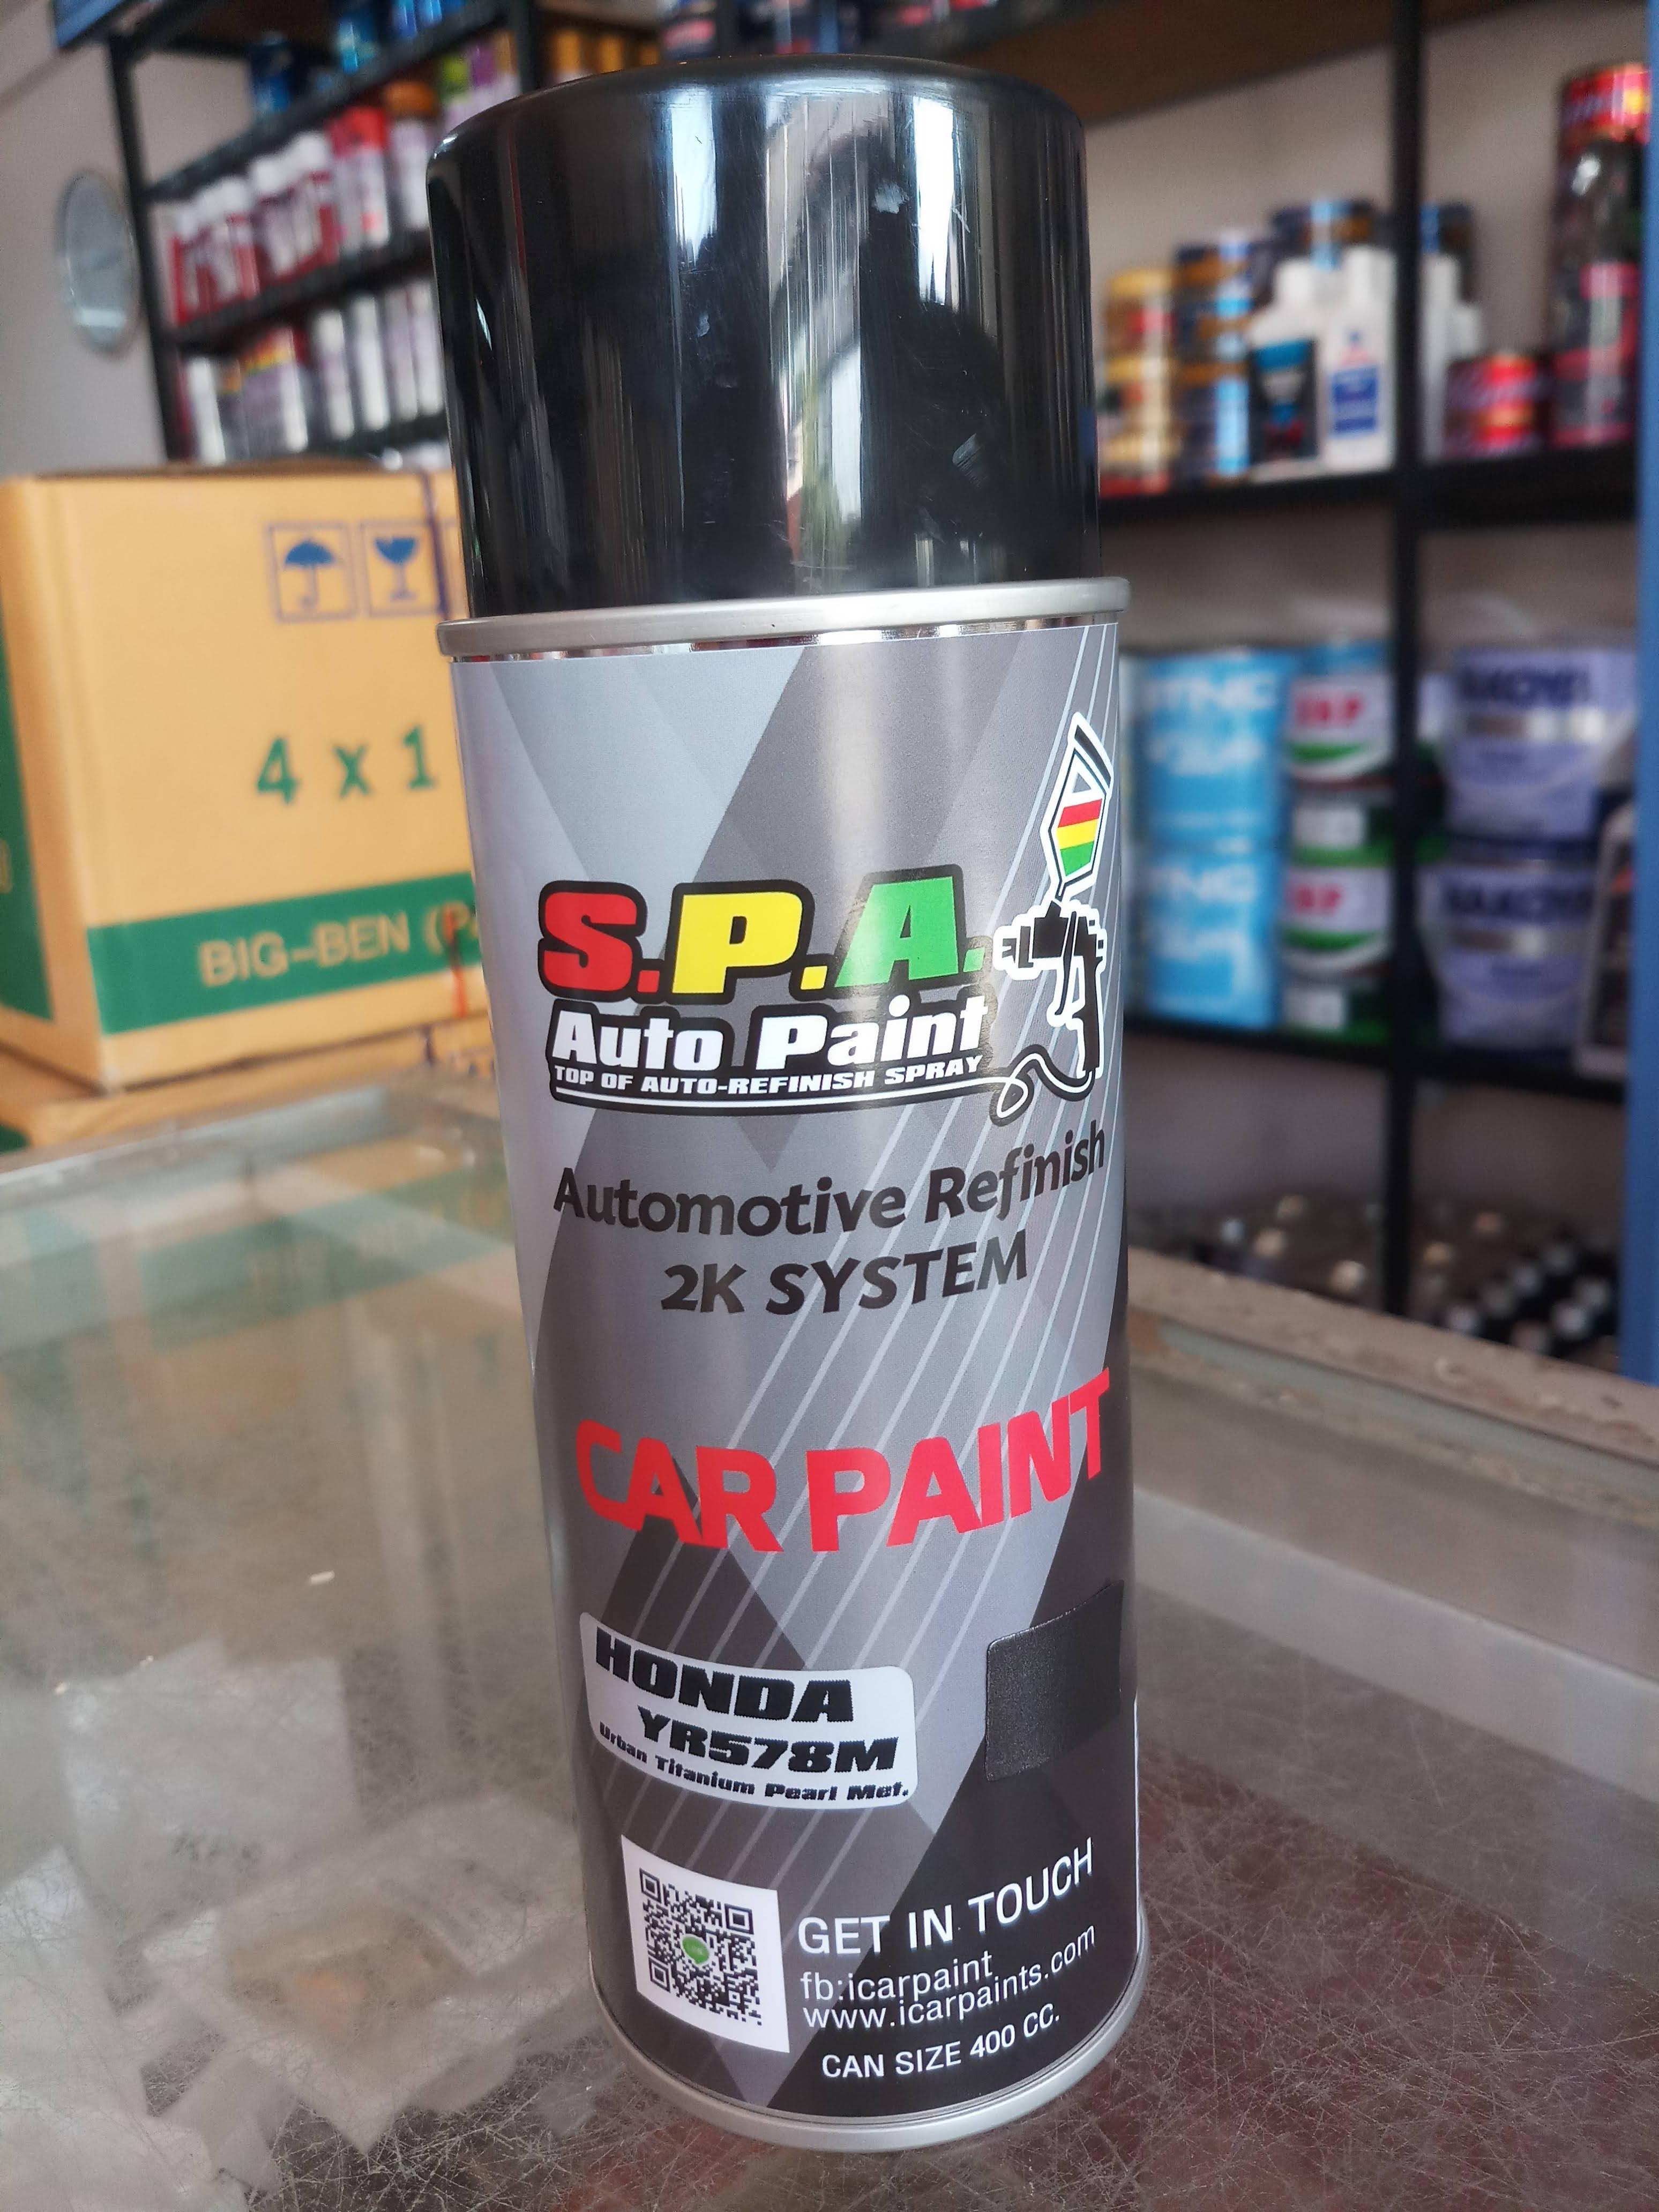 4 x 1
BIG-BEN (PA
S.P.A.
Auto Paint
TOP OF AUTO-REFINISH SPRAY
Automotive Refinish
2K SYSTEM
CAR PAINT
HONDA
YR578M
Urban Titanium Pearl Met.
GET IN TOUCH
fb:icarpaint
www.icarpaints.com
CAN SIZE 400 CC.